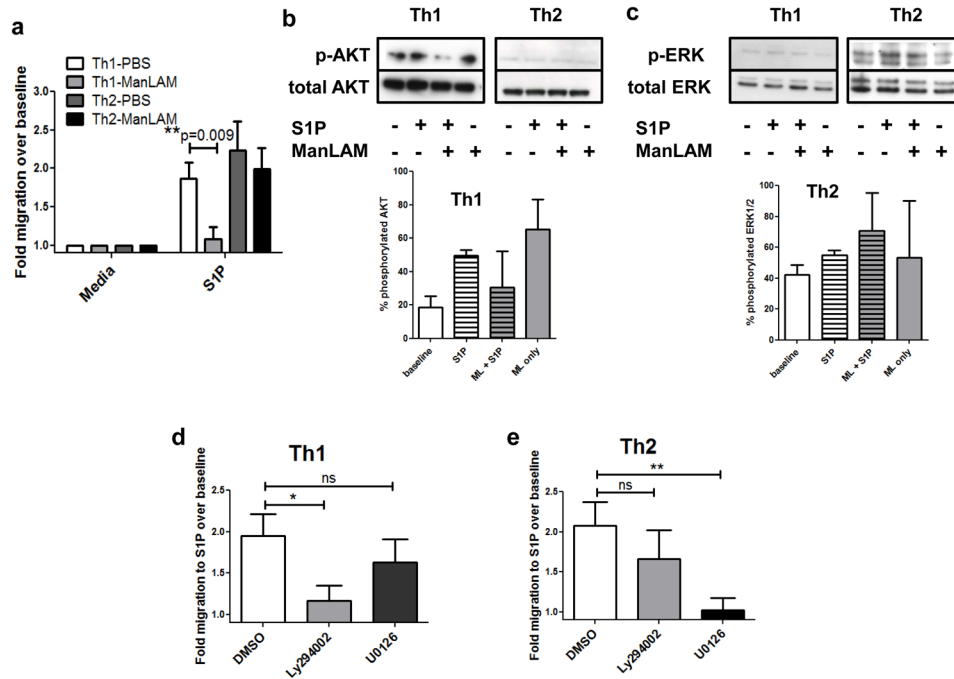 a
Th1-PBS
Th1-ManLAM
Th2-PBS
Th2-ManLAM
**p=0.009
Fold migration over baseline
4.0
3.0
2.5
2.0
1.5
1.0
Media
S1P
b
Th1
Th2
p-AKT
total AKT
S1P - + + - - + + -
ManLAM - - + + - - + +
Th1
% phosphorylated AKT
100
80
60
40
20
0
baseline
S1P
ML + S1P
ML only
c
Th1
Th2
p-ERK
total ERK
S1P - + + - - + + -
ManLAM - - + + - - + +
Th2
% phosphorylated ERK1/2
100
80
60
40
20
0
baseline
S1P
ML + S1P
ML only
d
Th1
ns
*
Fold migration to S1P over baseline
2.5
2.0
1.5
1.0
DMSO
Ly294002
U0126
e
Th2
**
ns
Fold migration to S1P over baseline
2.5
2.0
1.5
1.0
DMSO
Ly294002
U0126